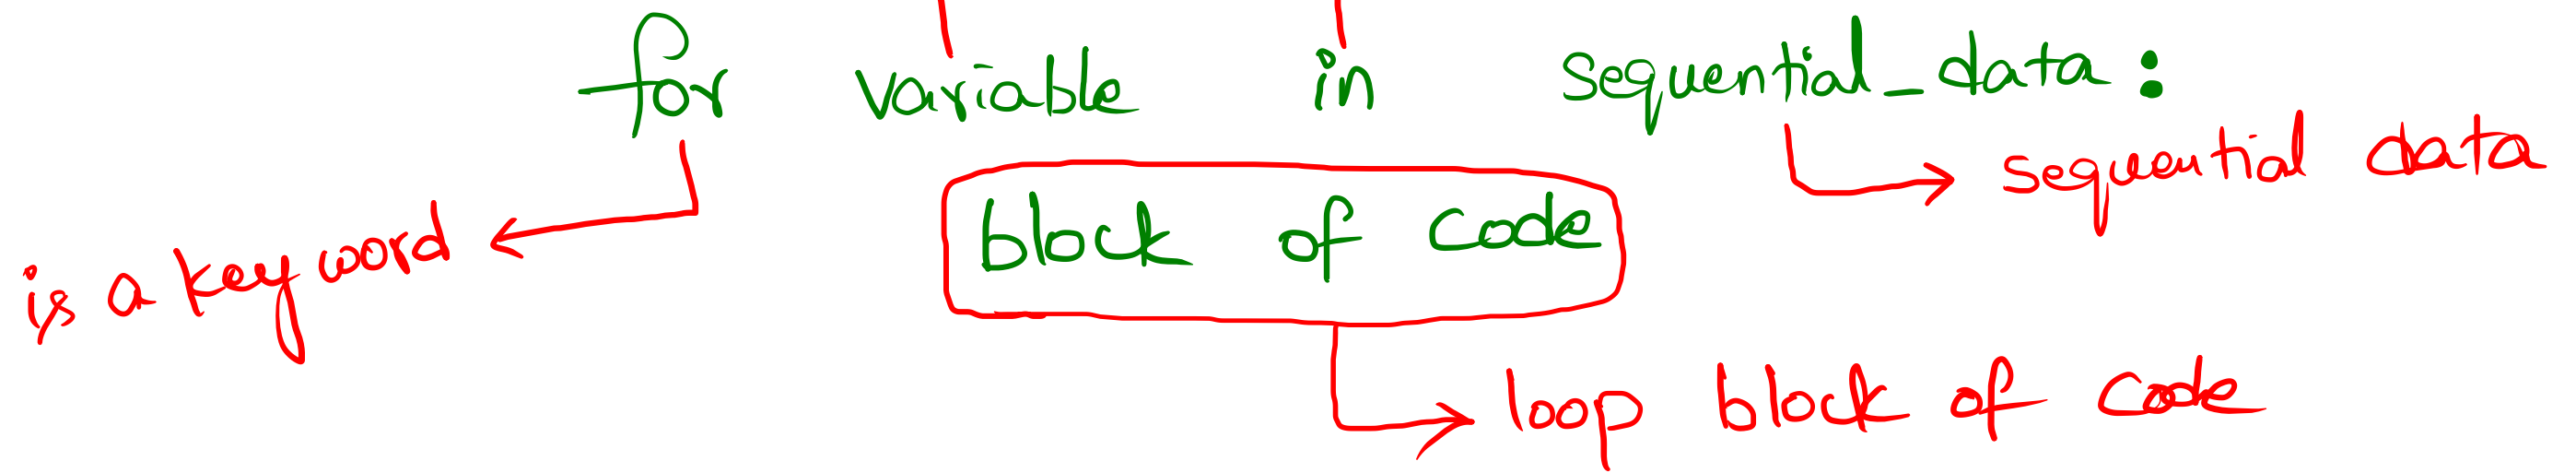 for variable in sequential_data:
sequential data
block of code
is a keyword
loop block of code